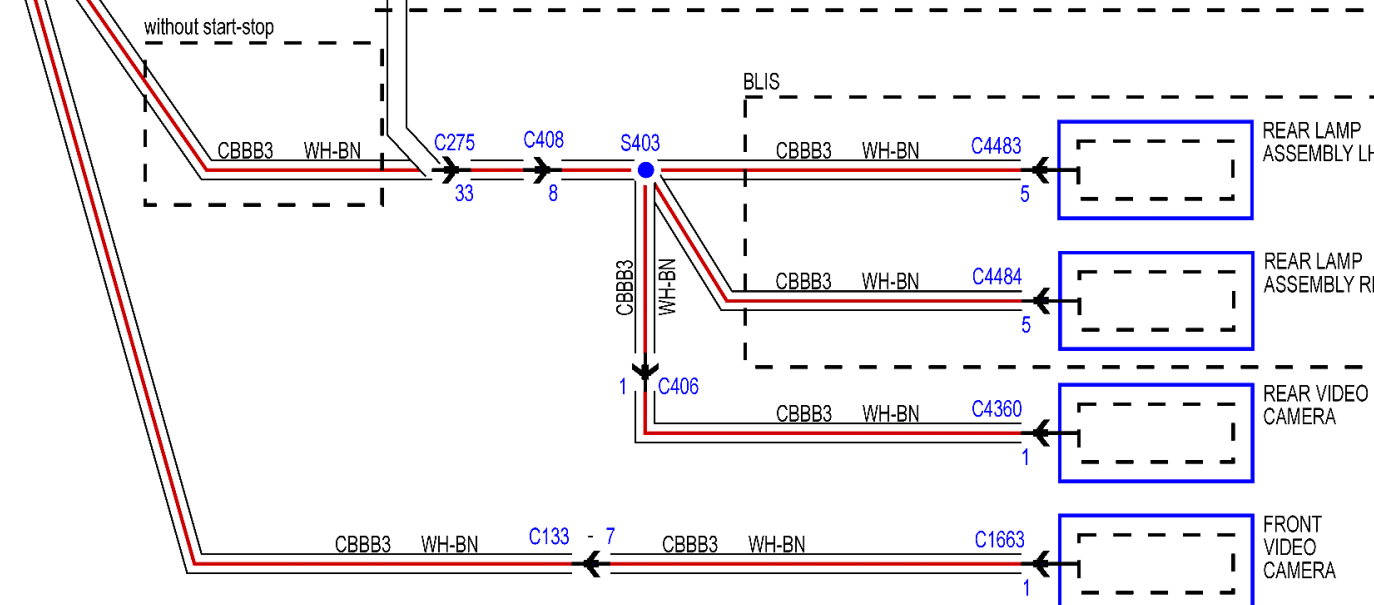 without start-stop
BLIS
CBBB3 WH-BN
C275
33
C408
8
S403
CBBB3 WH-BN
C4483
5
REAR LAMP
ASSEMBLY LH
CBBB3 WH-BN
C4484
5
REAR LAMP
ASSEMBLY
CBBB3
WH-BN
1 C406
CBBB3 WH-BN
C4360
1
REAR VIDEO
CAMERA
CBBB3 WH-BN
C133 - 7
CBBB3 WH-BN
C1663
1
FRONT
VIDEO
CAMERA